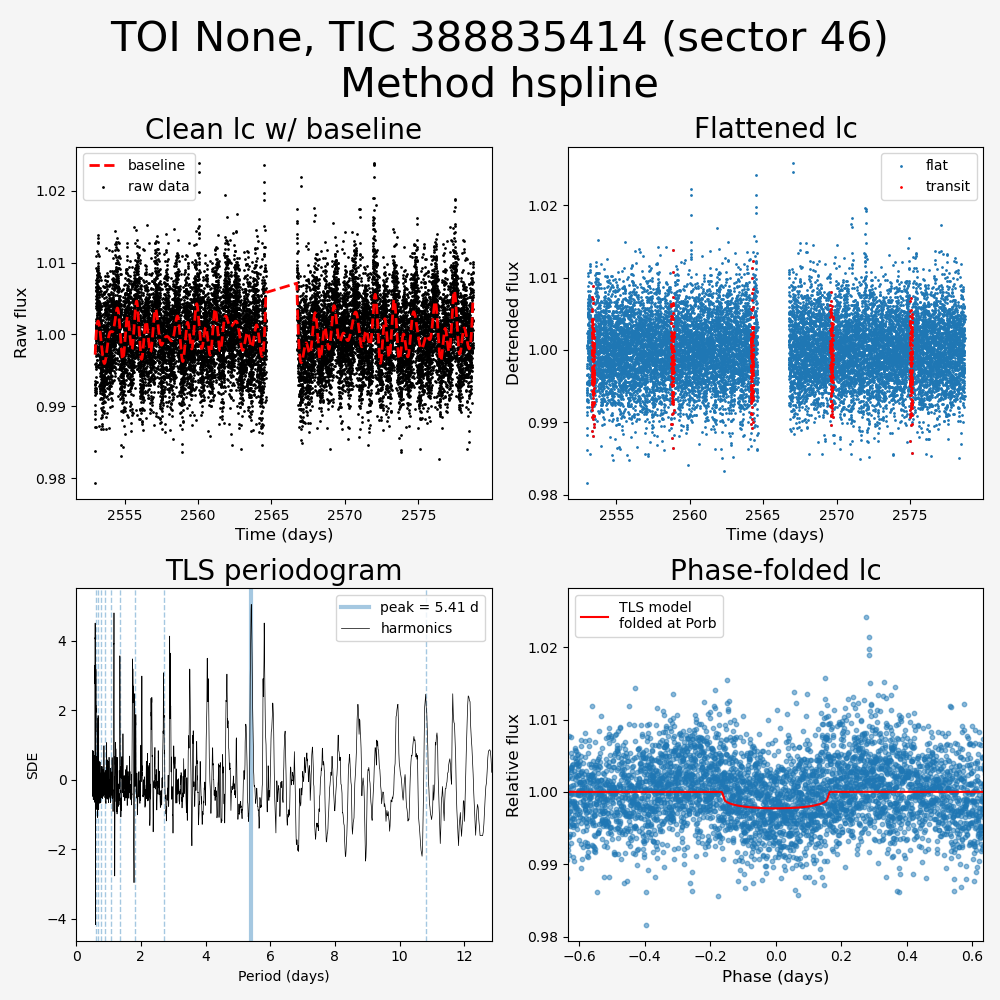 TOI None, TIC 388835414 (sector 46)
Method hspline
Clean lc w/ baseline
baseline
raw data
1.02
1.01
1.00
0.99
0.98
Raw flux
2555
2560
2565
2570
2575
Time (days)
Flattened lc
flat
transit
1.02
1.01
1.00
0.99
0.98
Detrended flux
2555
2560
2565
2570
2575
Time (days)
TLS periodogram
peak = 5.41 d
harmonics
4
2
0
−2
−4
SDE
0
2
4
6
8
10
12
Period (days)
Phase-folded lc
TLS model
folded at Porb
1.02
1.01
1.00
0.99
0.98
Relative flux
−0.6
−0.4
−0.2
0.0
0.2
0.4
0.6
Phase (days)